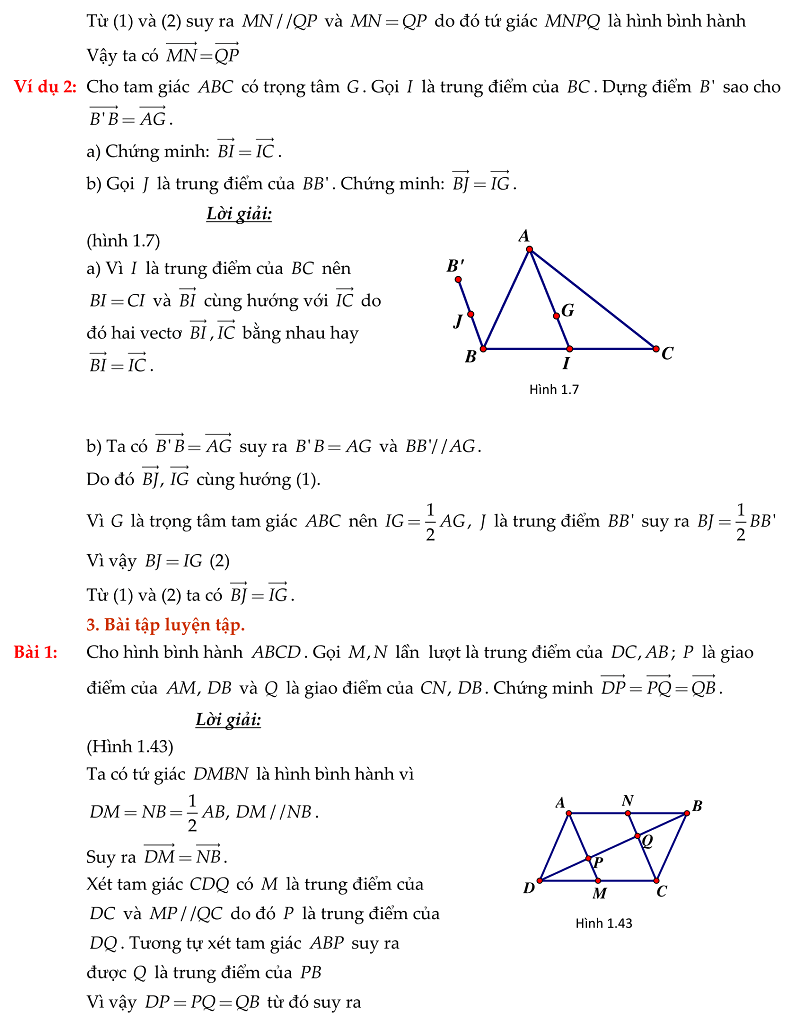 Từ (1) và (2) suy ra MN//QP và MN = QP do đó tứ giác MNPQ là hình bình hành
Vậy ta có $\overrightarrow{MN} = \overrightarrow{QP}$
Ví dụ 2: Cho tam giác ABC có trọng tâm G. Gọi I là trung điểm của BC. Dựng điểm B' sao cho
$\overrightarrow{B'B} = \overrightarrow{AG}$.
a) Chứng minh: $\overrightarrow{BI} = \overrightarrow{IC}$.
b) Gọi J là trung điểm của BB'. Chứng minh: $\overrightarrow{BJ} = \overrightarrow{IG}$.
Lời giải:
(hình 1.7)
a) Vì I là trung điểm của BC nên
BI = CI và $\overrightarrow{BI}$ cùng hướng với $\overrightarrow{IC}$ do
đó hai vectơ $\overrightarrow{BI}$, $\overrightarrow{IC}$ bằng nhau hay
$\overrightarrow{BI} = \overrightarrow{IC}$.
A
B'
J
G
B
I
C
Hình 1.7
b) Ta có $\overrightarrow{B'B} = \overrightarrow{AG}$ suy ra B'B = AG và BB'//AG.
Do đó $\overrightarrow{BJ}$, $\overrightarrow{IG}$ cùng hướng (1).
Vì G là trọng tâm tam giác ABC nên $IG = \frac{1}{2}AG$, J là trung điểm BB' suy ra $BJ = \frac{1}{2}BB'$
Vì vậy BJ = IG (2)
Từ (1) và (2) ta có $\overrightarrow{BJ} = \overrightarrow{IG}$.
3. Bài tập luyện tập.
Bài 1: Cho hình bình hành ABCD. Gọi M, N lần lượt là trung điểm của DC, AB; P là giao
điểm của AM, DB và Q là giao điểm của CN, DB. Chứng minh $\overrightarrow{DP} = \overrightarrow{PQ} = \overrightarrow{QB}$.
Lời giải:
(Hình 1.43)
Ta có tứ giác DMBN là hình bình hành vì
$DM = NB = \frac{1}{2}AB$, DM//NB.
Suy ra $\overrightarrow{DM} = \overrightarrow{NB}$.
Xét tam giác CDQ có M là trung điểm của
DC và MP//QC do đó P là trung điểm của
DQ. Tương tự xét tam giác ABP suy ra
được Q là trung điểm của PB
Vì vậy DP = PQ = QB từ đó suy ra
A
N
B
Q
P
D
M
C
Hình 1.43